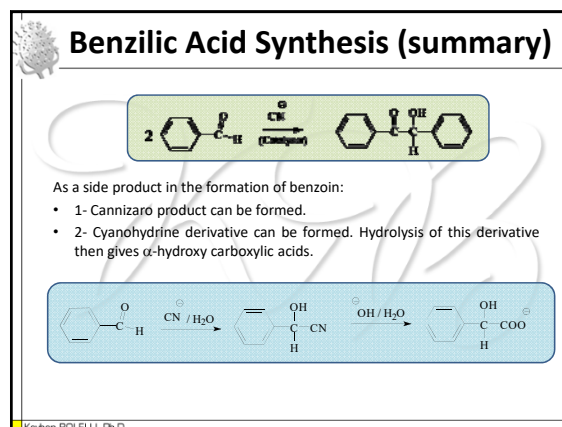 Benzilic Acid Synthesis (summary)
2
O
C
H
CN
⊖
(Catalyser)
O
OH
C
C
H
As a side product in the formation of benzoin:
• 1- Cannizaro product can be formed.
• 2- Cyanohydrine derivative can be formed. Hydrolysis of this derivative
then gives α-hydroxy carboxylic acids.
O
C
H
⊖
CN / H₂O
OH
C
CN
H
⊖
OH / H₂O
OH
C
COO⊖
H